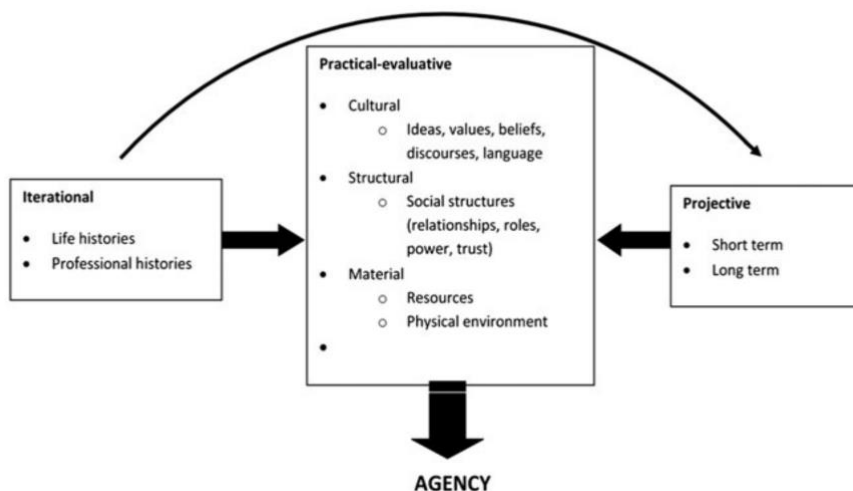 Practical-evaluative
• Cultural
o Ideas, values, beliefs,
discourses, language
• Structural
o Social structures
(relationships, roles,
power, trust)
• Material
o Resources
o Physical environment
•
Iterational
• Life histories
• Professional histories
Projective
• Short term
• Long term
AGENCY